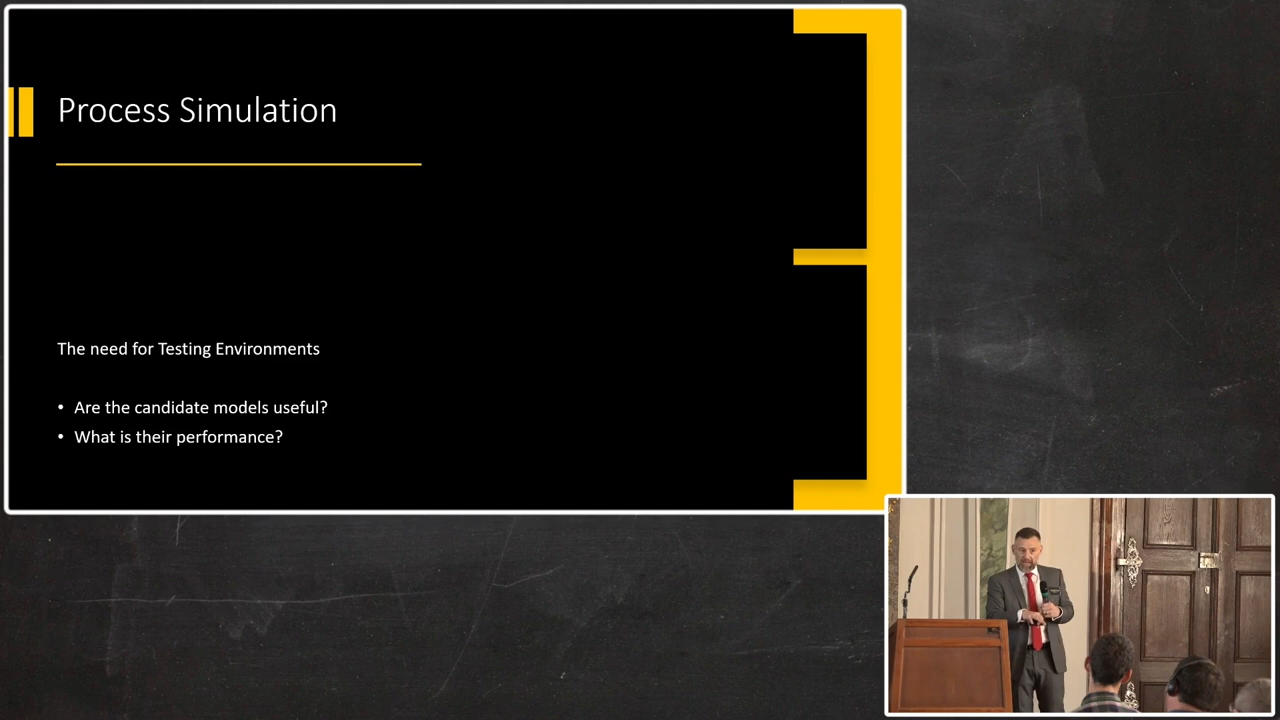 Process Simulation
The need for Testing Environments
• Are the candidate models useful?
• What is their performance?